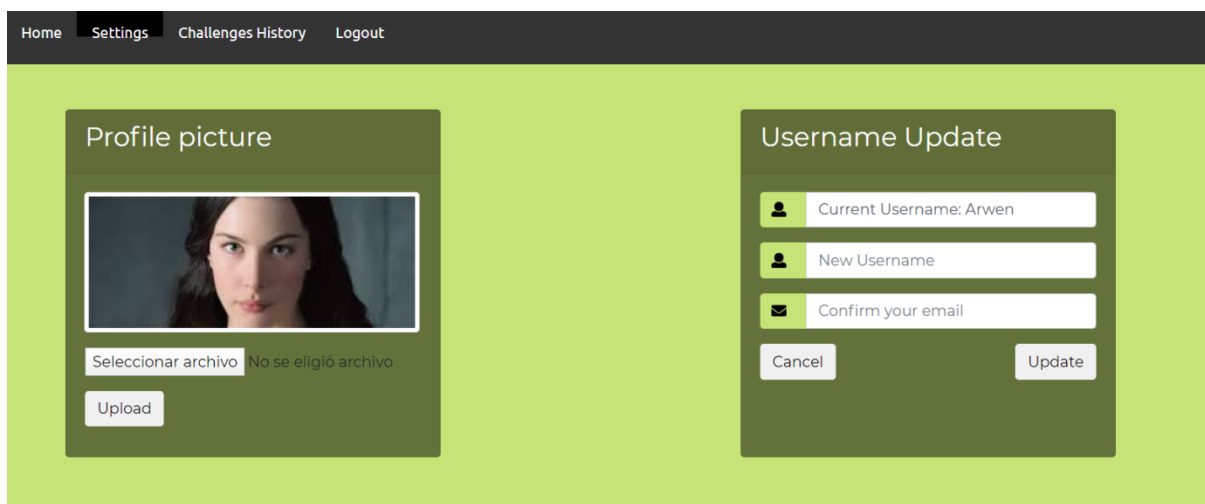 Home Settings Challenges History Logout
Profile picture
Seleccionar archivo No se eligió archivo
Upload
Username Update
Current Username: Arwen
New Username
Confirm your email
Cancel Update